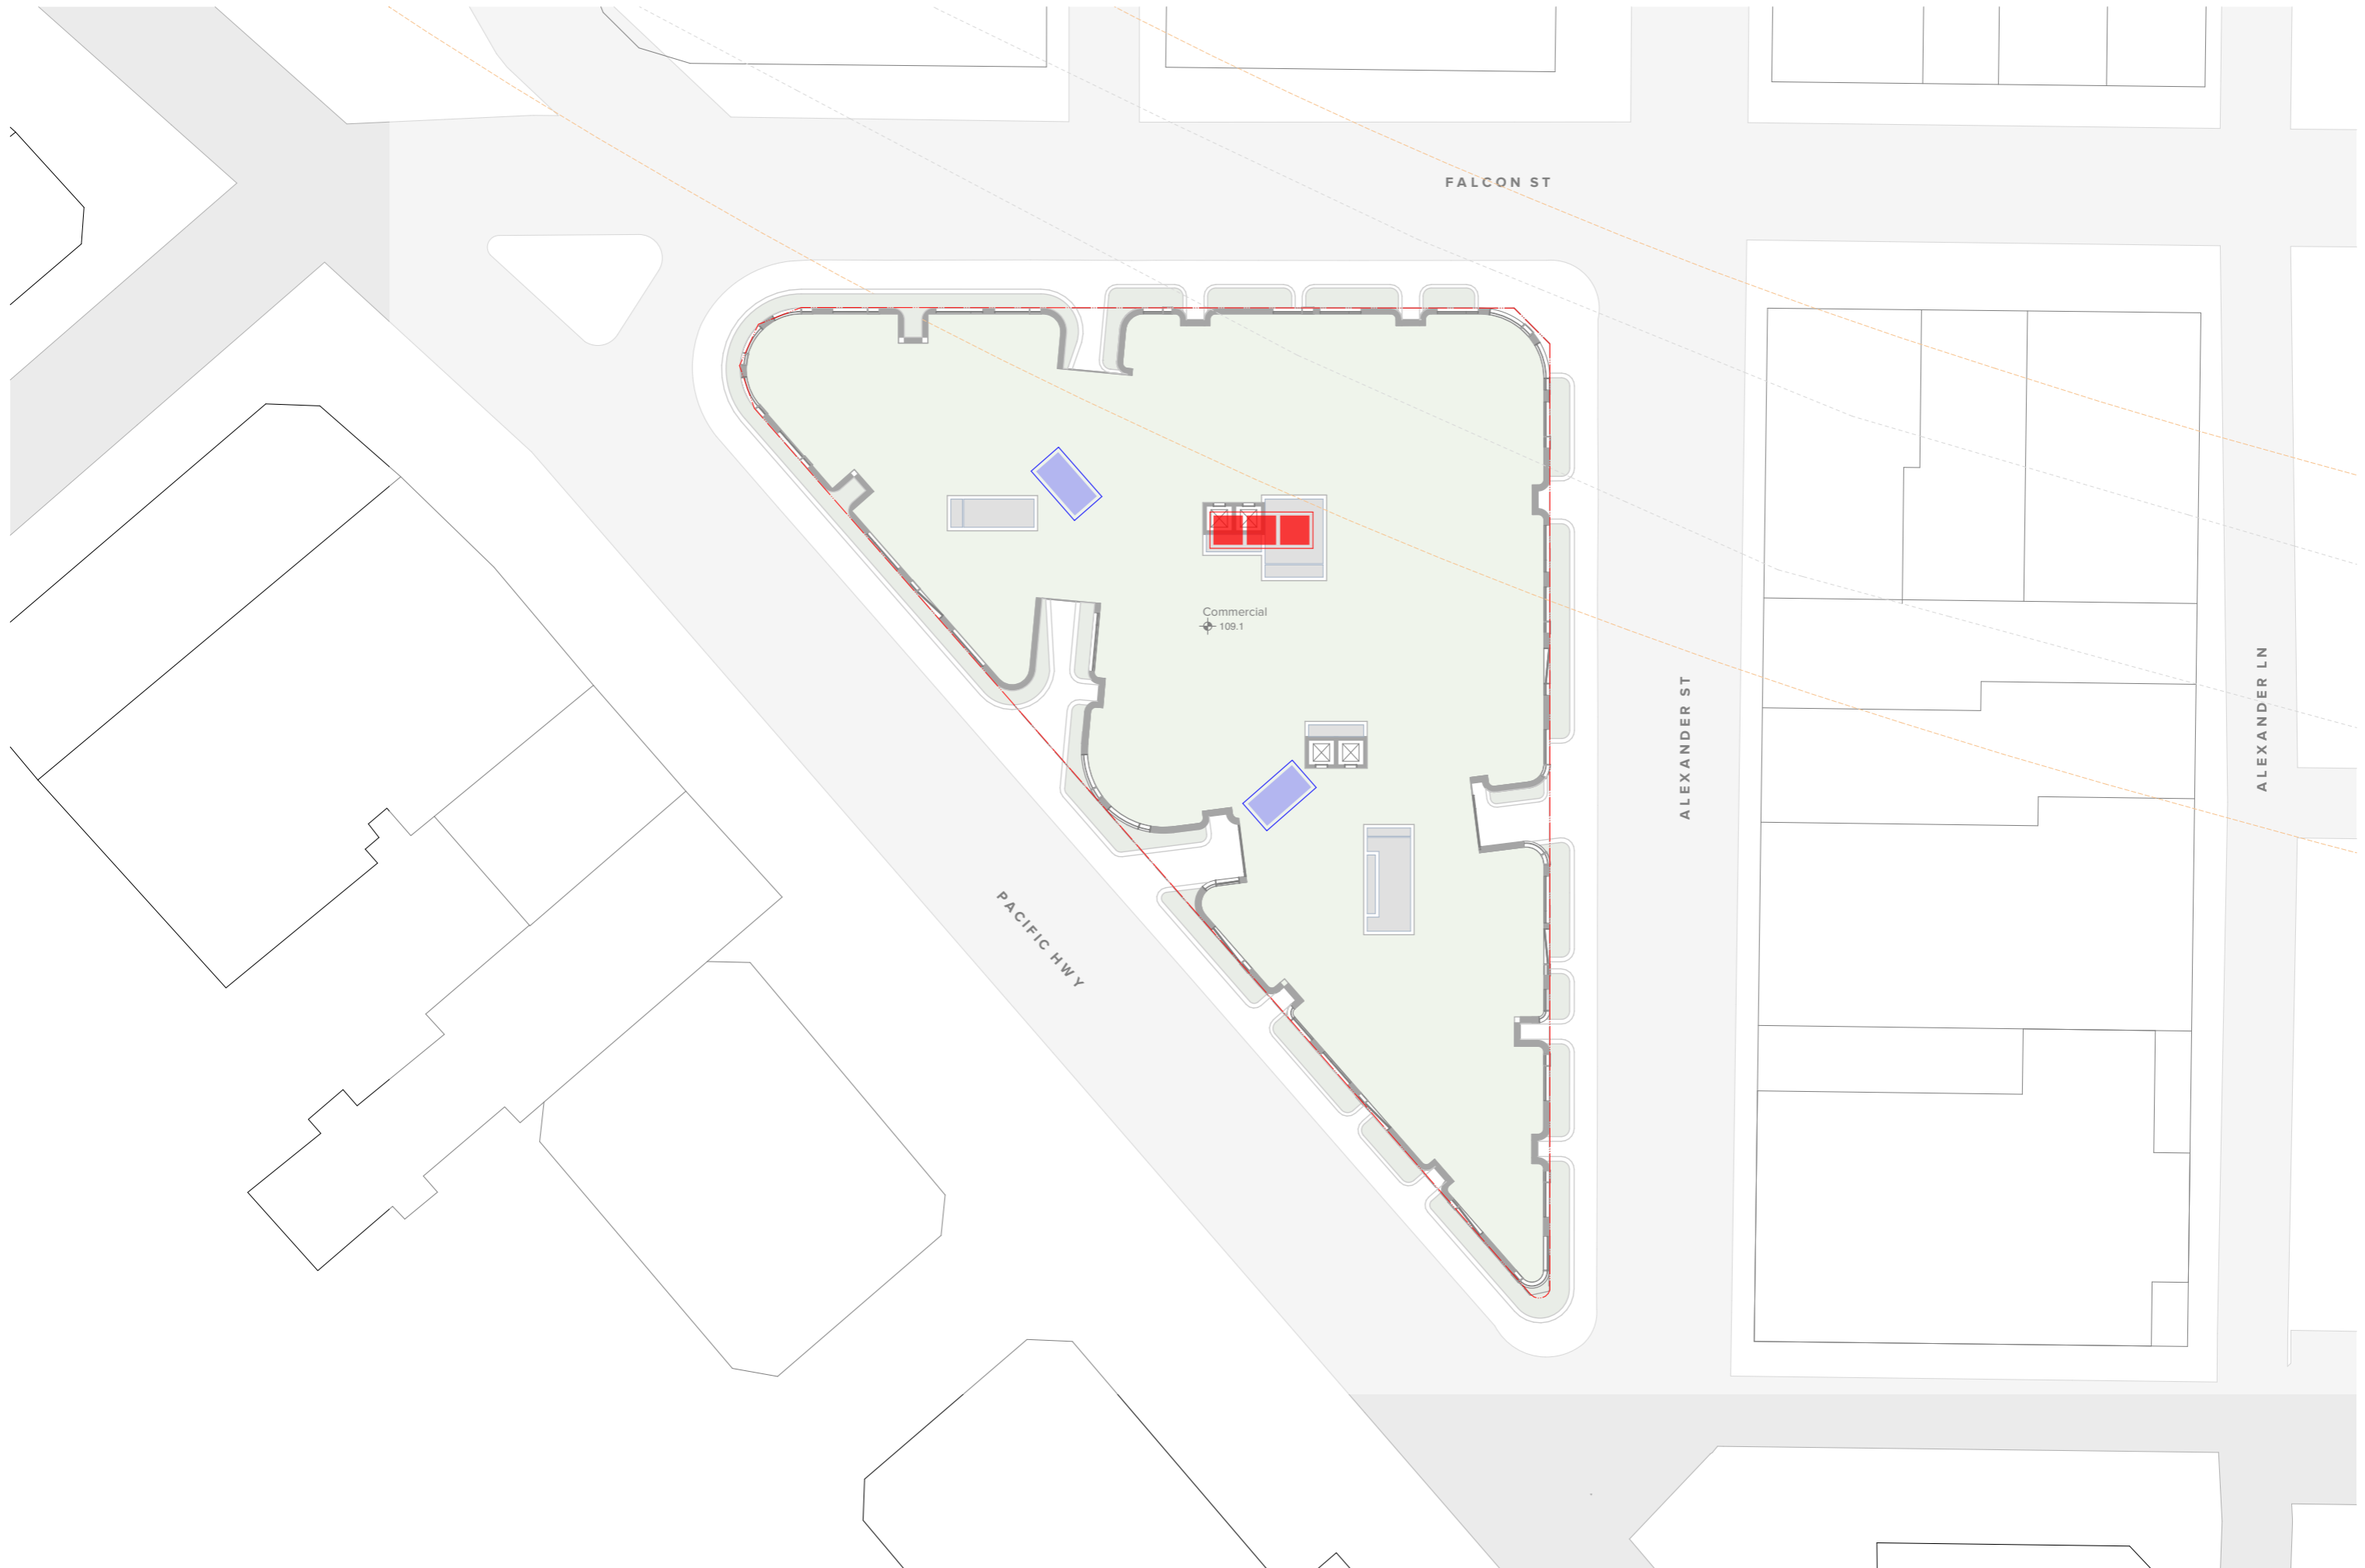 FALCON ST
Commercial
109.1
ALEXANDER ST
ALEXANDER LN
PACIFIC HWY